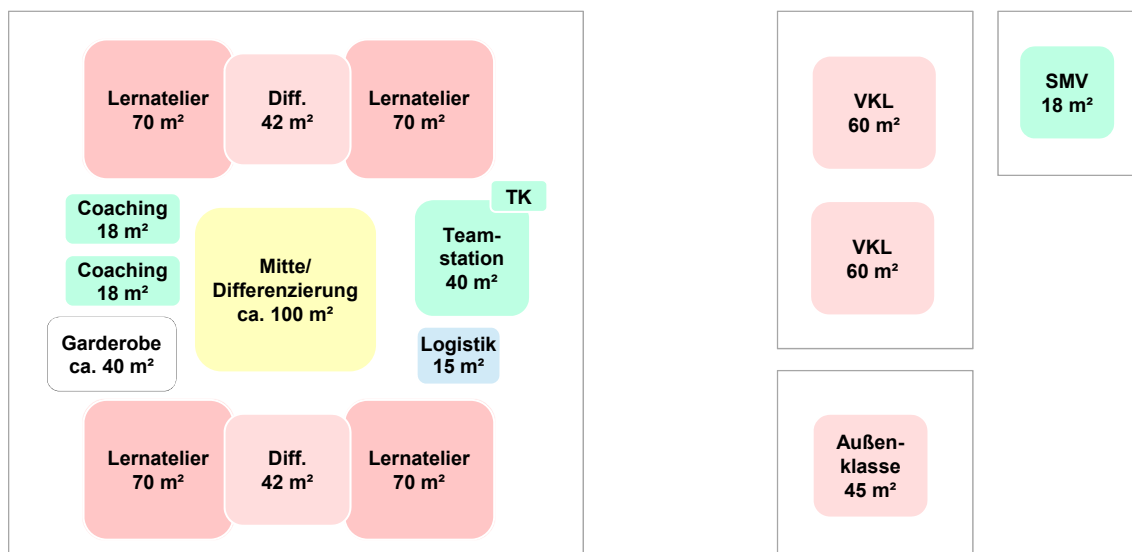 Lernatelier
70 m²
Diff.
42 m²
Lernatelier
70 m²
Coaching
18 m²
Coaching
18 m²
Garderobe
ca. 40 m²
Mitte/
Differenzierung
ca. 100 m²
TK
Team-
station
40 m²
Logistik
15 m²
Lernatelier
70 m²
Diff.
42 m²
Lernatelier
70 m²
VKL
60 m²
VKL
60 m²
Außen-
klasse
45 m²
SMV
18 m²